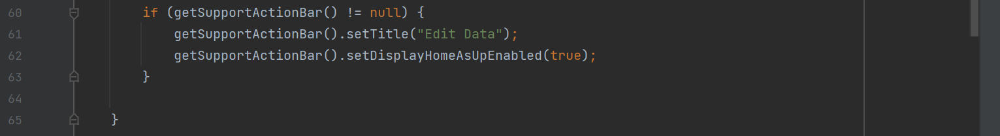 60 if (getSupportActionBar() != null) {
61 getSupportActionBar().setTitle("Edit Data");
62 getSupportActionBar().setDisplayHomeAsUpEnabled(true);
63 }
64
65 }